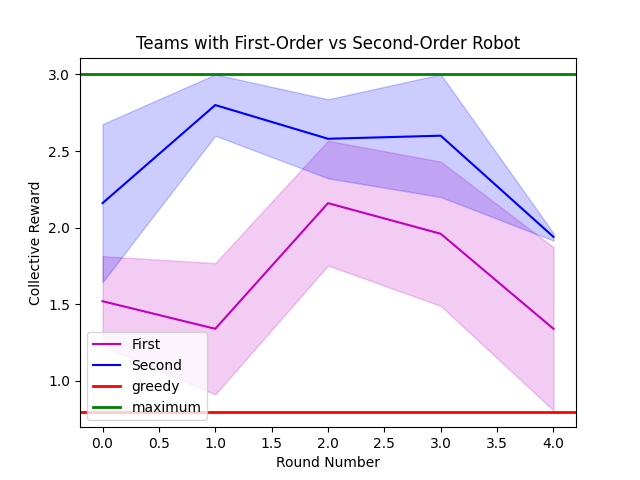 Teams with First-Order vs Second-Order Robot
3.0
2.5
2.0
1.5
1.0
Collective Reward
First
Second
greedy
maximum
0.0 0.5 1.0 1.5 2.0 2.5 3.0 3.5 4.0
Round Number